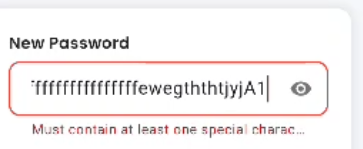 New Password
fffffffffffffffewegththtjyjA1
Must contain at least one special charac...